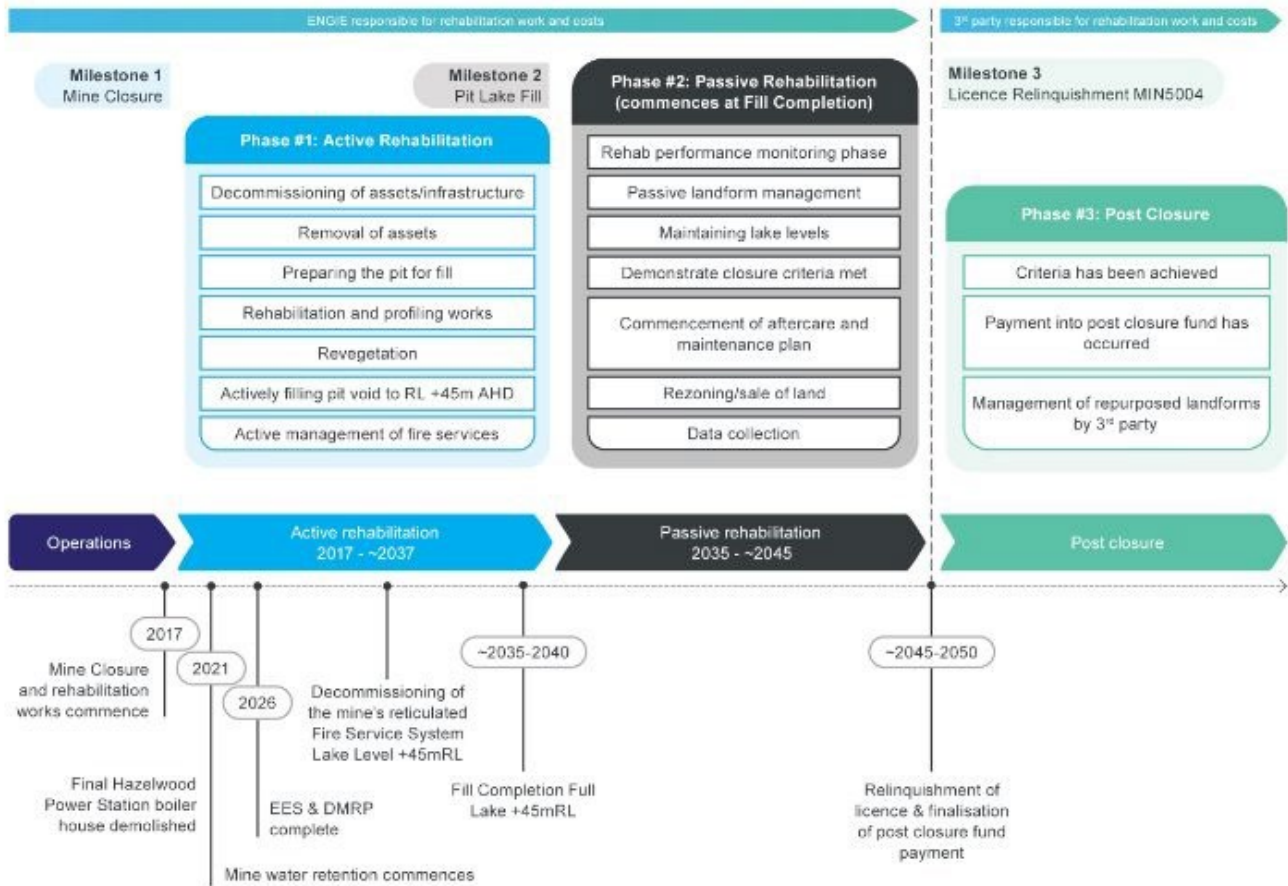 ENGIE responsible for rehabilitation work and costs
3rd party responsible for rehabilitation work and costs
Milestone 1
Mine Closure
Milestone 2
Pit Lake Fill
Phase #1: Active Rehabilitation
Decommissioning of assets/infrastructure
Removal of assets
Preparing the pit for fill
Rehabilitation and profiling works
Revegetation
Actively filling pit void to RL +45m AHD
Active management of fire services
Phase #2: Passive Rehabilitation
(commences at Fill Completion)
Rehab performance monitoring phase
Passive landform management
Maintaining lake levels
Demonstrate closure criteria met
Commencement of aftercare and
maintenance plan
Rezoning/sale of land
Data collection
Milestone 3
Licence Relinquishment MIN5004
Phase #3: Post Closure
Criteria has been achieved
Payment into post closure fund has
occurred
Management of repurposed landforms
by 3rd party
Operations
Active rehabilitation
2017 - ~2037
Passive rehabilitation
2035 - ~2045
Post closure
2017
Mine Closure
and rehabilitation
works commence
2021
Final Hazelwood
Power Station boiler
house demolished
Mine water retention commences
2026
EES & DMRP
complete
Decommissioning of
the mine's reticulated
Fire Service System
Lake Level +45mRL
~2035-2040
Fill Completion Full
Lake +45mRL
~2045-2050
Relinquishment of
licence & finalisation
of post closure fund
payment